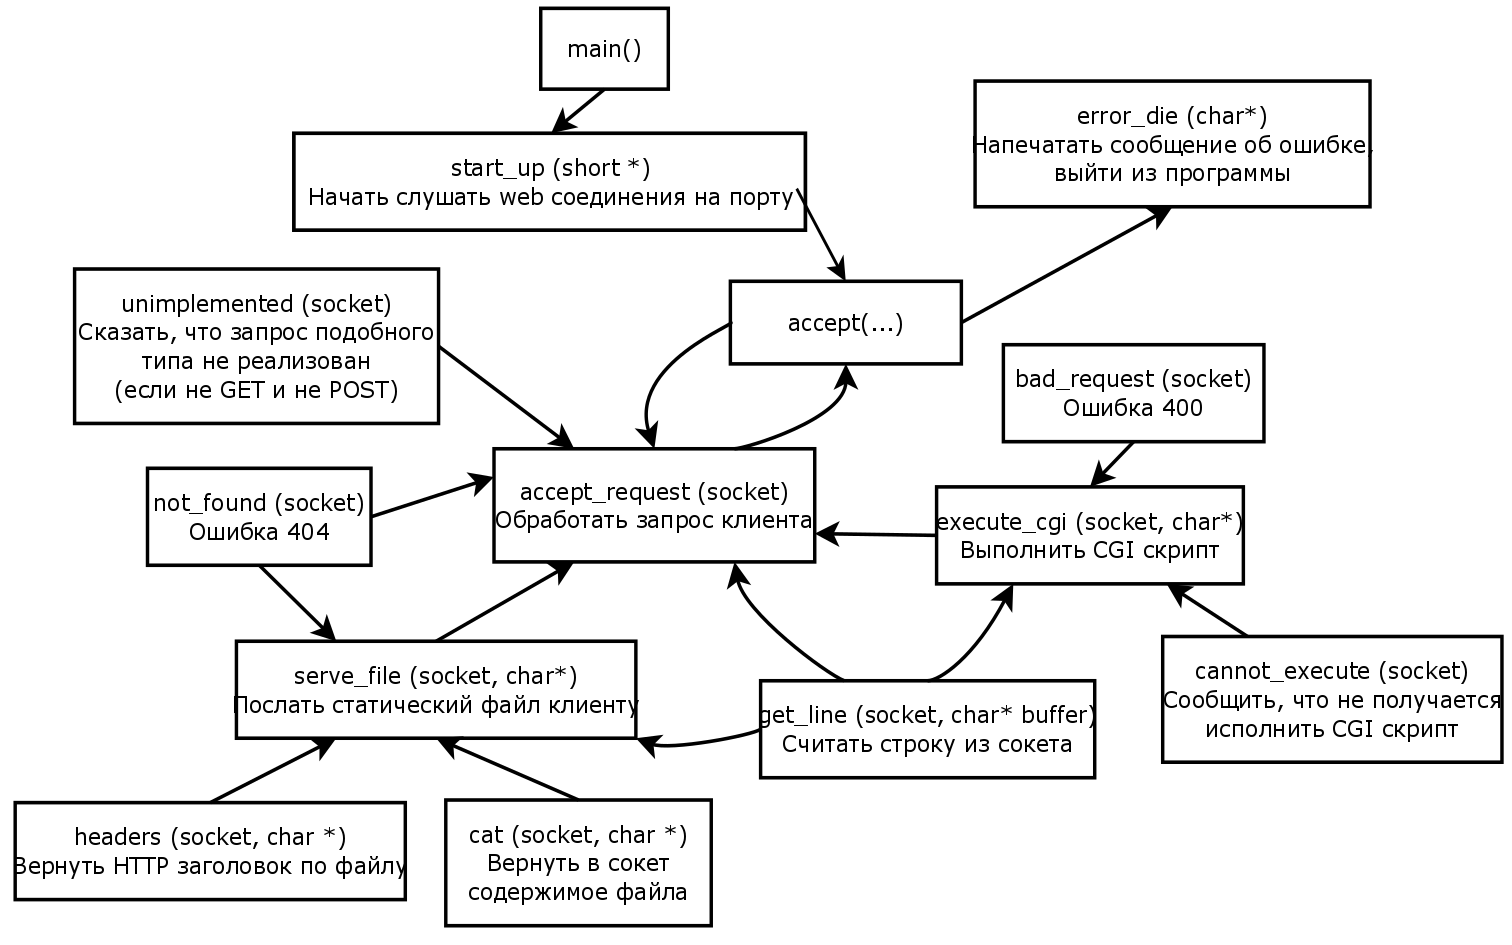 main()
error_die (char*)
Напечатать сообщение об ошибке,
выйти из программы
start_up (short *)
Начать слушать web соединения на порту
unimplemented (socket)
Сказать, что запрос подобного
типа не реализован
(если не GET и не POST)
accept(...)
bad_request (socket)
Ошибка 400
not_found (socket)
Ошибка 404
accept_request (socket)
Обработать запрос клиента
execute_cgi (socket, char*)
Выполнить CGI скрипт
serve_file (socket, char*)
Послать статический файл клиенту
get_line (socket, char* buffer)
Считать строку из сокета
cannot_execute (socket)
Сообщить, что не получается
исполнить CGI скрипт
headers (socket, char *)
Вернуть HTTP заголовок по файлу
cat (socket, char *)
Вернуть в сокет
содержимое файла